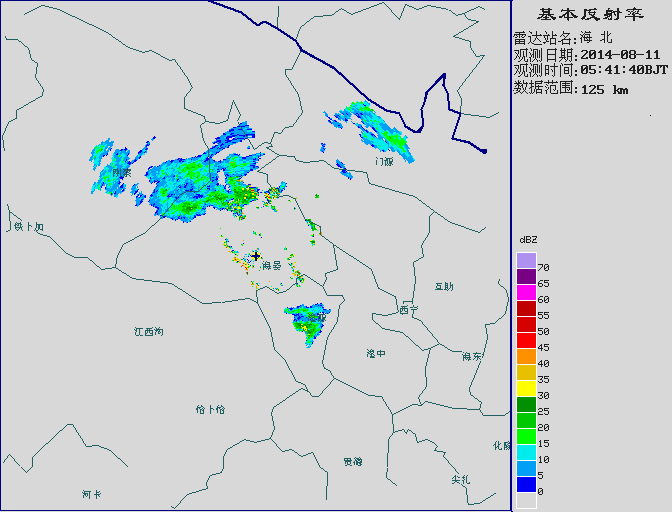 基本反射率
雷达站名:海 北
观测日期:2014-08-11
观测时间:05:41:40BJT
数据范围:125 km
门源
铁卜加
海晏
互助
西宁
江西沟
湟中
海东
恰卜恰
化隆
贵德
尖扎
河卡
dBZ
70
65
60
55
50
45
40
35
30
25
20
15
10
5
0